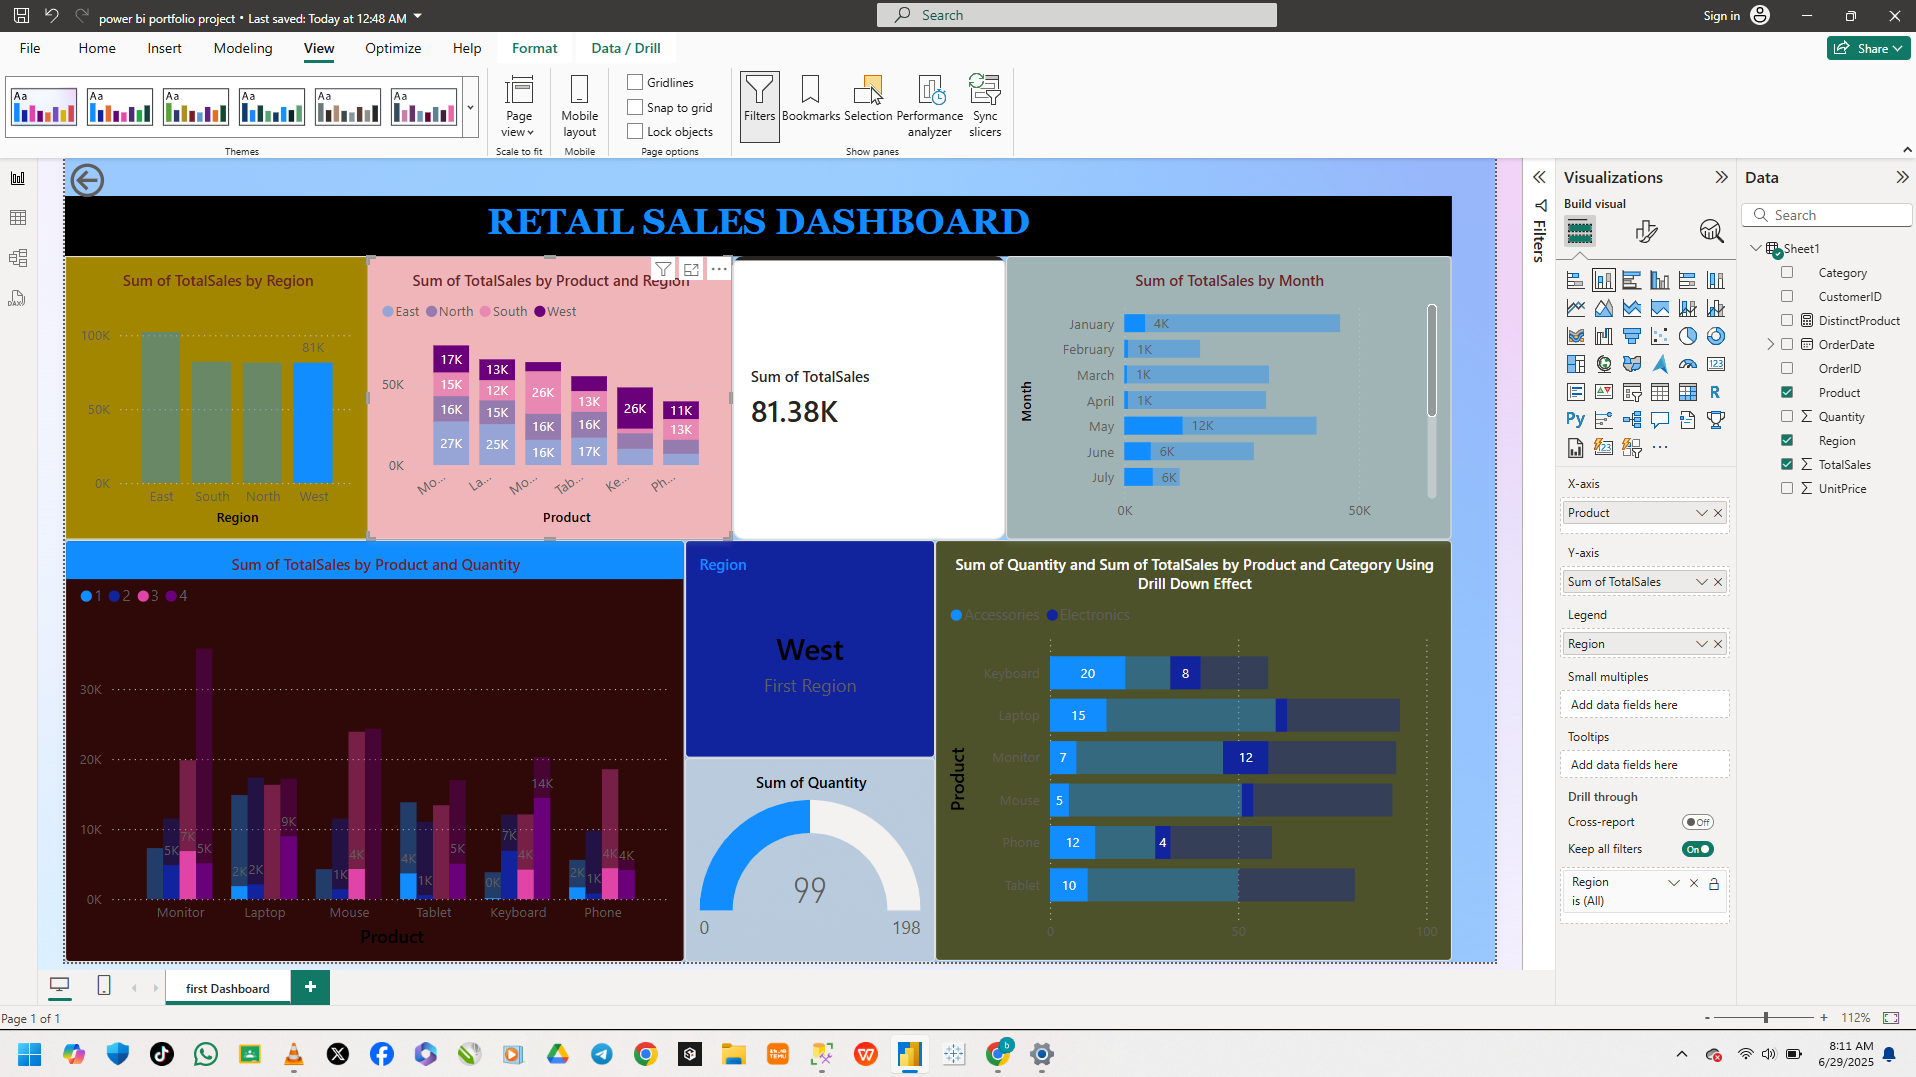 power bi portfolio project • Last saved: Today at 12:48 AM
Search
Sign in
File Home Insert Modeling View Optimize Help Format Data / Drill
Share
Aa Aa Aa Aa Aa Aa
Themes
Page view
Scale to fit
Mobile layout
Mobile
Gridlines
Snap to grid
Lock objects
Page options
Filters
Bookmarks
Selection
Performance analyzer
Sync slicers
Show panes
RETAIL SALES DASHBOARD
Sum of TotalSales by Region
100K
50K
0K
81K
East South North West
Region
Sum of TotalSales by Product and Region
East North South West
50K
0K
17K 15K 16K 27K
13K 12K 15K 25K
26K 16K 16K
13K 16K 17K
26K
11K 13K
Mo... La... Mo... Tab... Ke... Ph...
Product
Sum of TotalSales
81.38K
Sum of TotalSales by Month
Month
January 4K
February 1K
March 1K
April 1K
May 12K
June 6K
July 6K
0K 50K
Sum of TotalSales by Product and Quantity
1 2 3 4
30K
20K
10K
0K
5K 7K 5K
2K 2K 9K
1K 4K
4K 1K 5K
0K 7K 4K 14K
2K 1K 4K 4K
Monitor Laptop Mouse Tablet Keyboard Phone
Product
Region
West
First Region
Sum of Quantity
99
0 198
Sum of Quantity and Sum of TotalSales by Product and Category Using
Drill Down Effect
Accessories Electronics
Product
Keyboard 20 8
Laptop 15
Monitor 7 12
Mouse 5
Phone 12 4
Tablet 10
0 50 100
Filters
Visualizations
Build visual
R
Py
123
X-axis
Product
Y-axis
Sum of TotalSales
Legend
Region
Small multiples
Add data fields here
Tooltips
Add data fields here
Drill through
Cross-report Off
Keep all filters On
Region
is (All)
Data
Search
Sheet1
Category
CustomerID
DistinctProduct
OrderDate
OrderID
Product
Quantity
Region
TotalSales
UnitPrice
DAX
first Dashboard
Page 1 of 1
112%
8:11 AM
6/29/2025